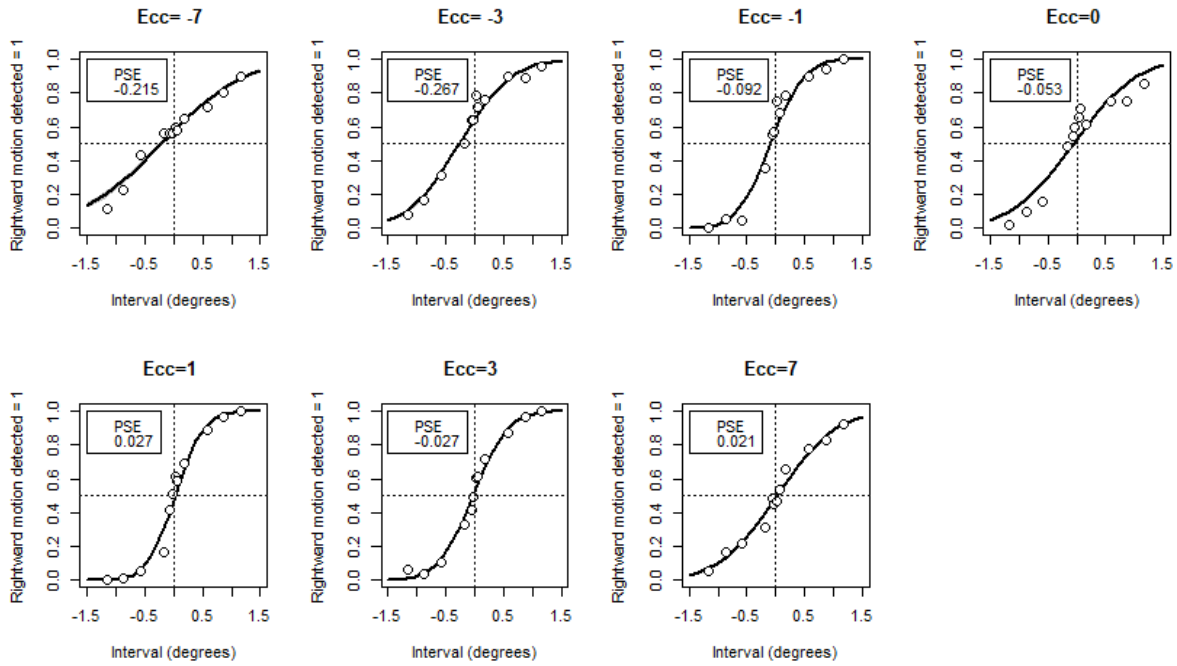 Ecc= -7
Rightward motion detected = 1
0.0 0.2 0.4 0.6 0.8 1.0
PSE
-0.215
-1.5 -0.5 0.5 1.5
Interval (degrees)
Ecc= -3
Rightward motion detected = 1
0.0 0.2 0.4 0.6 0.8 1.0
PSE
-0.267
-1.5 -0.5 0.5 1.5
Interval (degrees)
Ecc= -1
Rightward motion detected = 1
0.0 0.2 0.4 0.6 0.8 1.0
PSE
-0.092
-1.5 -0.5 0.5 1.5
Interval (degrees)
Ecc=0
Rightward motion detected = 1
0.0 0.2 0.4 0.6 0.8 1.0
PSE
-0.053
-1.5 -0.5 0.5 1.5
Interval (degrees)
Ecc=1
Rightward motion detected = 1
0.0 0.2 0.4 0.6 0.8 1.0
PSE
0.027
-1.5 -0.5 0.5 1.5
Interval (degrees)
Ecc=3
Rightward motion detected = 1
0.0 0.2 0.4 0.6 0.8 1.0
PSE
-0.027
-1.5 -0.5 0.5 1.5
Interval (degrees)
Ecc=7
Rightward motion detected = 1
0.0 0.2 0.4 0.6 0.8 1.0
PSE
0.021
-1.5 -0.5 0.5 1.5
Interval (degrees)